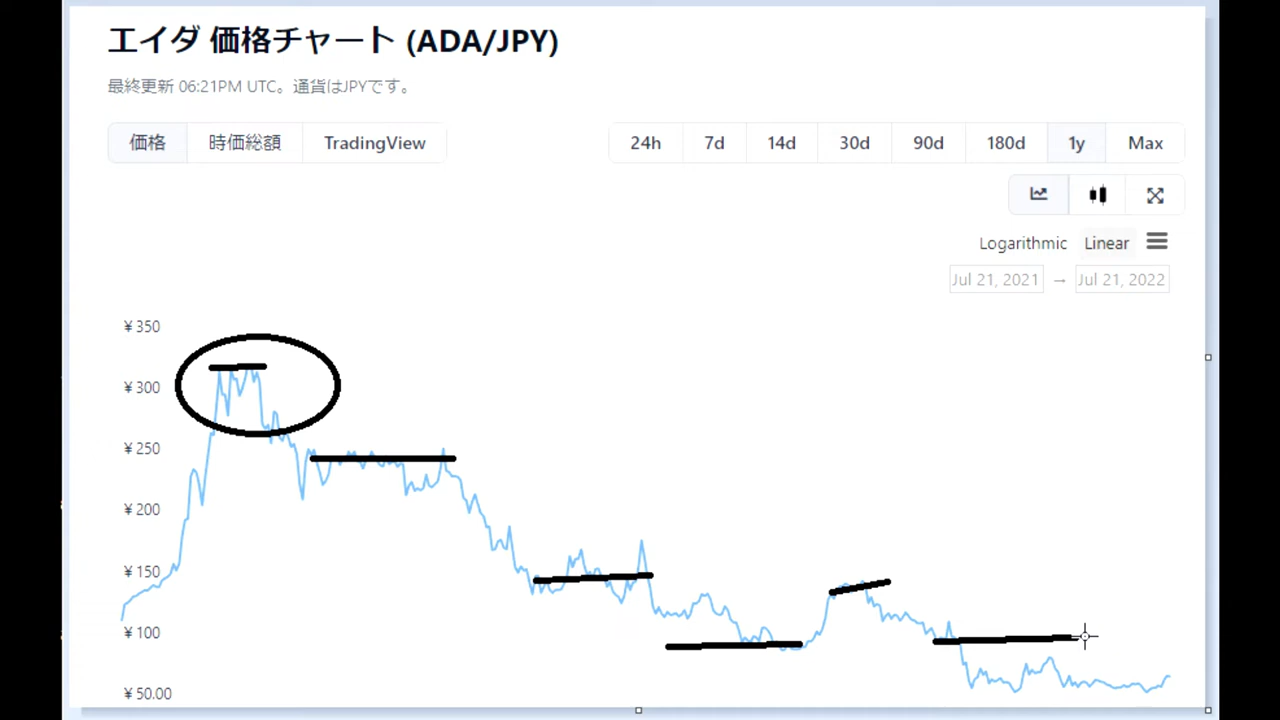 エイダ 価格チャート (ADA/JPY)
最終更新 06:21PM UTC。通貨はJPYです。
価格 時価総額 TradingView 24h 7d 14d 30d 90d 180d 1y Max
Logarithmic Linear
Jul 21, 2021 → Jul 21, 2022
¥350
¥300
¥250
¥200
¥150
¥100
¥50.00